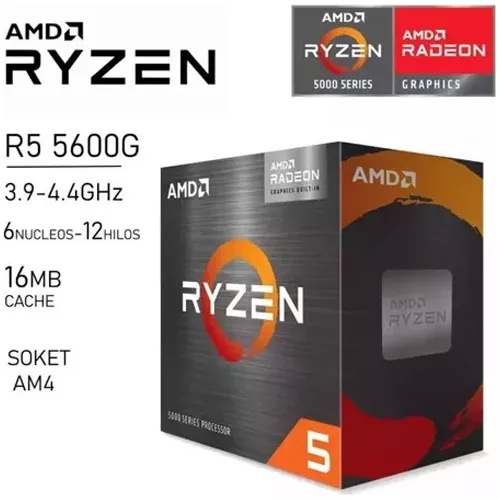 AMD
RYZEN
AMD
RYZEN
5000 SERIES
AMD
RADEON
GRAPHICS
R5 5600G
3.9-4.4GHz
6NUCLEOS-12HILOS
16MB
CACHE
SOKET
AM4
AMD
AMD
RADEON
GRAPHICS BUILT-IN
RYZEN
5000 SERIES PROCESSOR
5
AMD
AMD
RYZEN